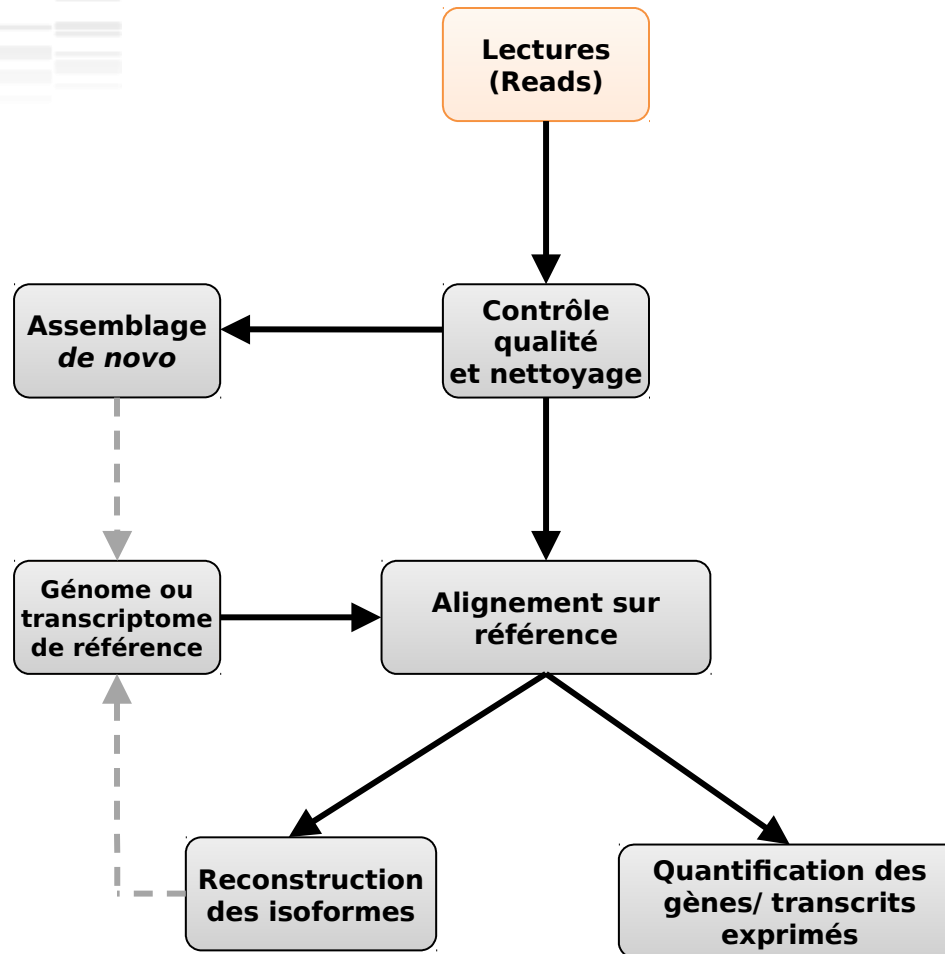 Lectures
(Reads)
Contrôle
qualité
et nettoyage
Assemblage
de novo
Génome ou
transcriptome
de référence
Alignement sur
référence
Reconstruction
des isoformes
Quantification des
gènes/ transcrits
exprimés